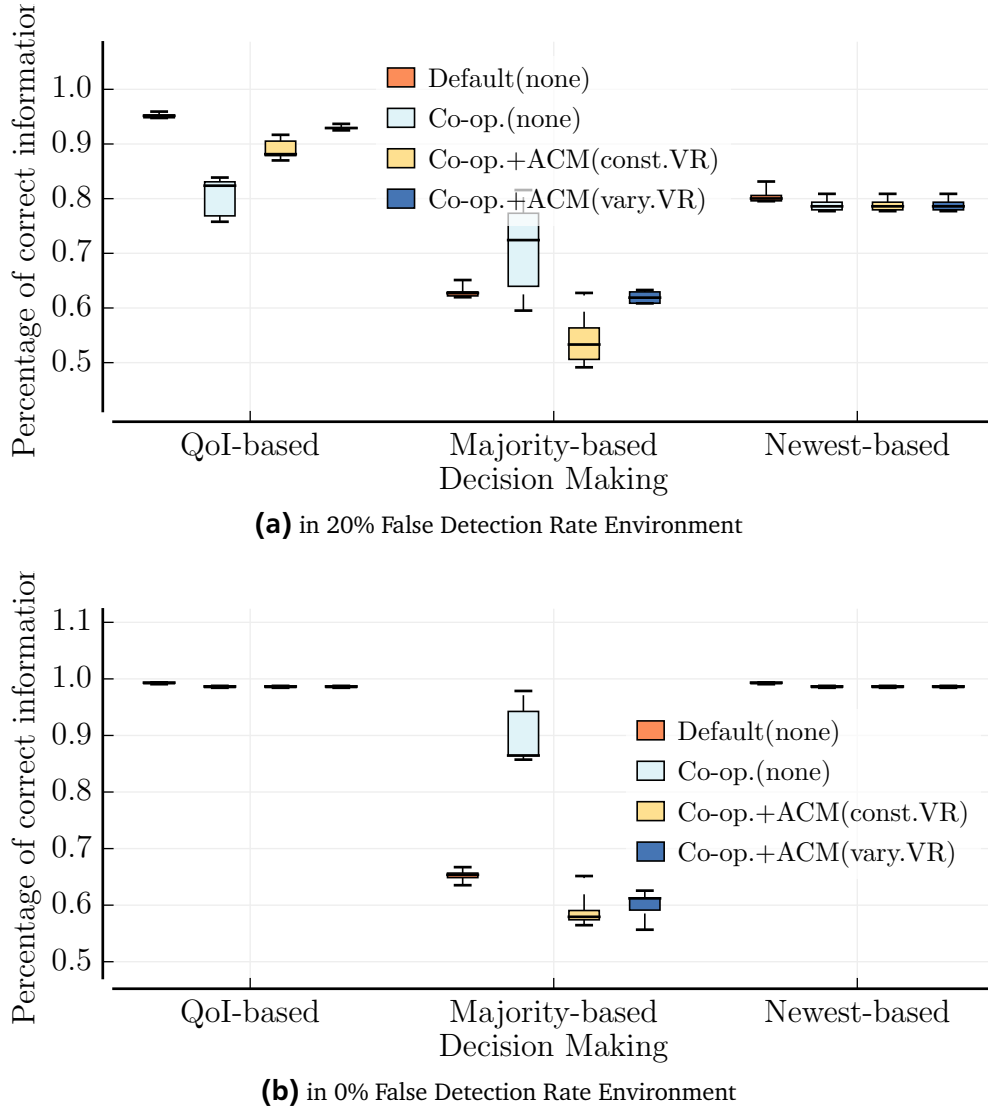 Percentage of correct information
1.0
0.9
0.8
0.7
0.6
0.5
Default(none)
Co-op.(none)
Co-op.+ACM(const.VR)
Co-op.+ACM(vary.VR)
QoI-based
Majority-based
Newest-based
Decision Making
(a) in 20% False Detection Rate Environment
Percentage of correct information
1.1
1.0
0.9
0.8
0.7
0.6
0.5
Default(none)
Co-op.(none)
Co-op.+ACM(const.VR)
Co-op.+ACM(vary.VR)
QoI-based
Majority-based
Newest-based
Decision Making
(b) in 0% False Detection Rate Environment